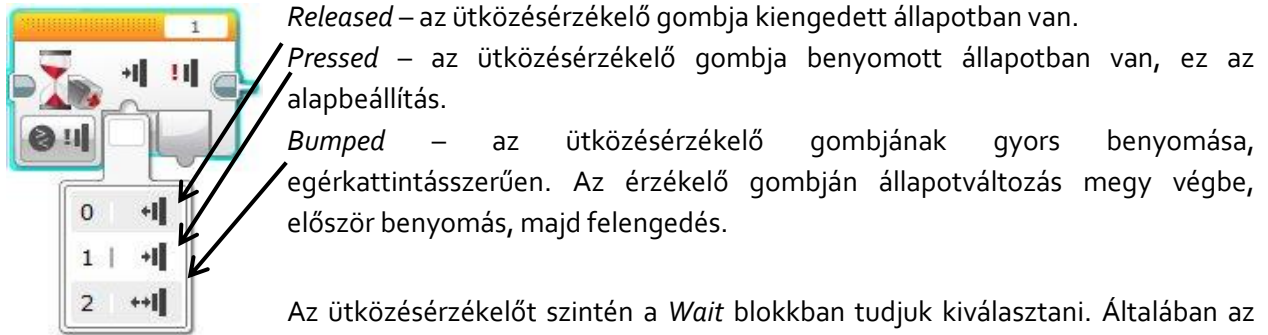 1
Released – az ütközésérzékelő gombja kiengedett állapotban van.
Pressed – az ütközésérzékelő gombja benyomott állapotban van, ez az
alapbeállítás.
Bumped – az ütközésérzékelő gombjának gyors benyomása,
egérkattintásszerűen. Az érzékelő gombján állapotváltozás megy végbe,
először benyomás, majd felengedés.
0
1
2
Az ütközésérzékelőt szintén a Wait blokkban tudjuk kiválasztani. Általában az